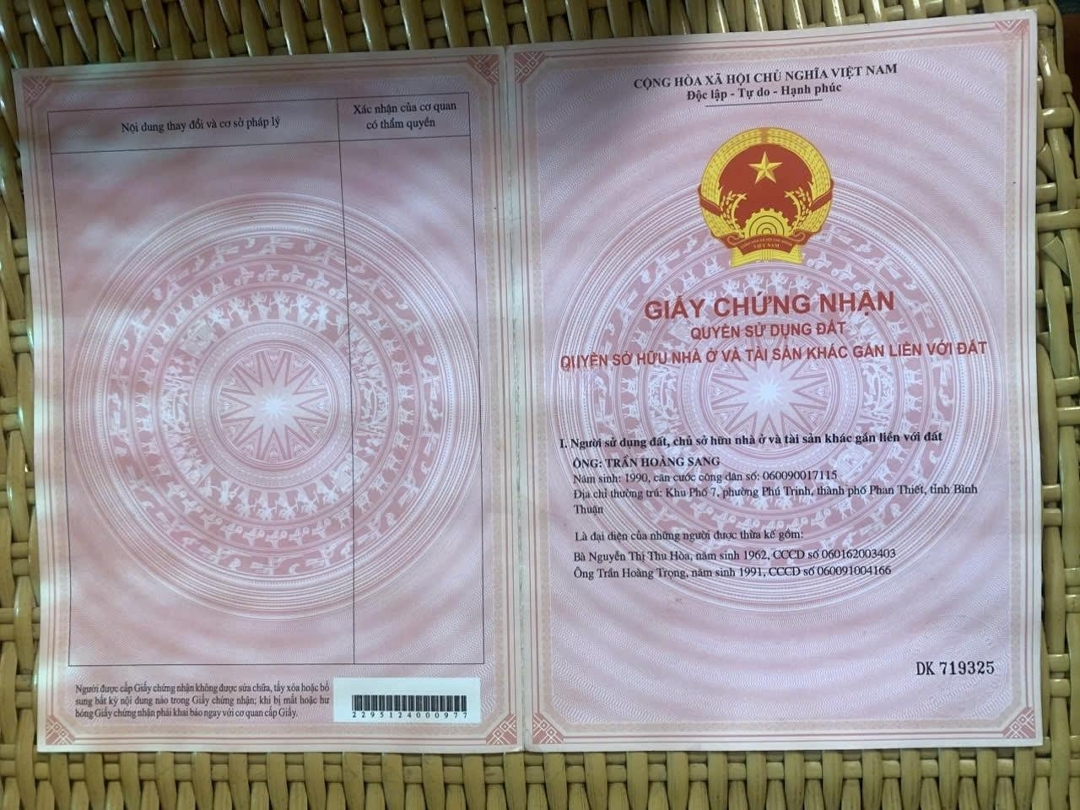 Nội dung thay đổi và cơ sở pháp lý
Xác nhận của cơ quan
có thẩm quyền
Người được cấp Giấy chứng nhận không được sửa chữa, tẩy xóa hoặc bổ
sung bất kỳ nội dung nào trong Giấy chứng nhận; khi bị mất hoặc hư
hỏng Giấy chứng nhận phải khai báo ngay với cơ quan cấp Giấy.
2295124000977
CỘNG HÒA XÃ HỘI CHỦ NGHĨA VIỆT NAM
Độc lập - Tự do - Hạnh phúc
VIỆT NAM
GIẤY CHỨNG NHẬN
QUYỀN SỬ DỤNG ĐẤT
QUYỀN SỞ HỮU NHÀ Ở VÀ TÀI SẢN KHÁC GẮN LIỀN VỚI ĐẤT
I. Người sử dụng đất, chủ sở hữu nhà ở và tài sản khác gắn liền với đất
ÔNG: TRẦN HOÀNG SANG
Năm sinh: 1990, căn cước công dân số: 060090017115
Địa chỉ thường trú: Khu Phố 7, phường Phú Trinh, thành phố Phan Thiết, tỉnh Bình
Thuận
Là đại diện của những người được thừa kế gồm:
Bà Nguyễn Thị Thu Hòa, năm sinh 1962, CCCD số 060162003403
Ông Trần Hoàng Trọng, năm sinh 1991, CCCD số 060091004166
DK 719325